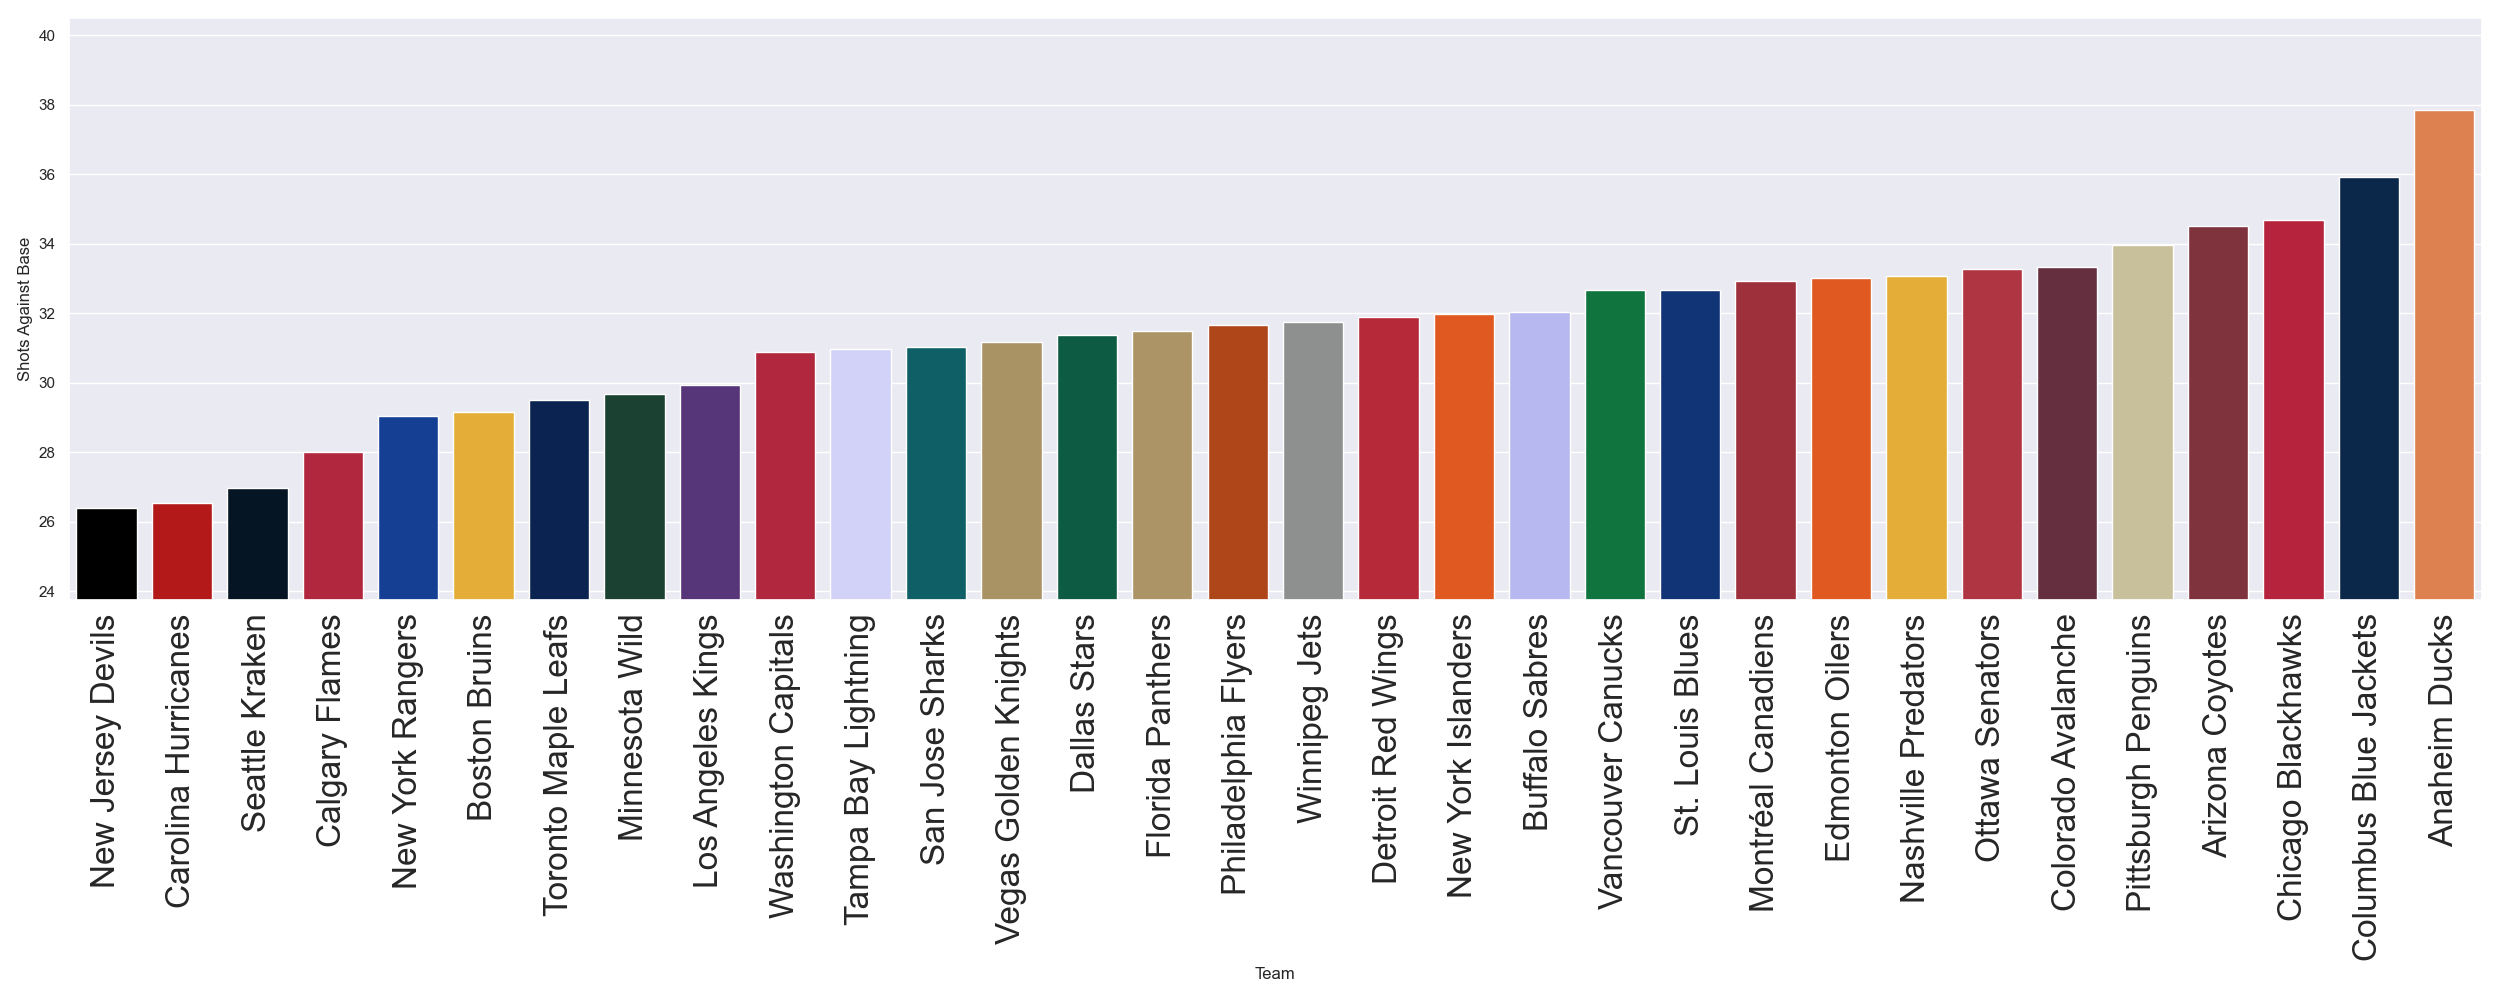 40
38
36
34
32
30
28
26
24
Shots Against Base
New Jersey Devils
Carolina Hurricanes
Seattle Kraken
Calgary Flames
New York Rangers
Boston Bruins
Toronto Maple Leafs
Minnesota Wild
Los Angeles Kings
Washington Capitals
Tampa Bay Lightning
San Jose Sharks
Vegas Golden Knights
Dallas Stars
Florida Panthers
Philadelphia Flyers
Winnipeg Jets
Detroit Red Wings
New York Islanders
Buffalo Sabres
Vancouver Canucks
St. Louis Blues
Montréal Canadiens
Edmonton Oilers
Nashville Predators
Ottawa Senators
Colorado Avalanche
Pittsburgh Penguins
Arizona Coyotes
Chicago Blackhawks
Columbus Blue Jackets
Anaheim Ducks
Team